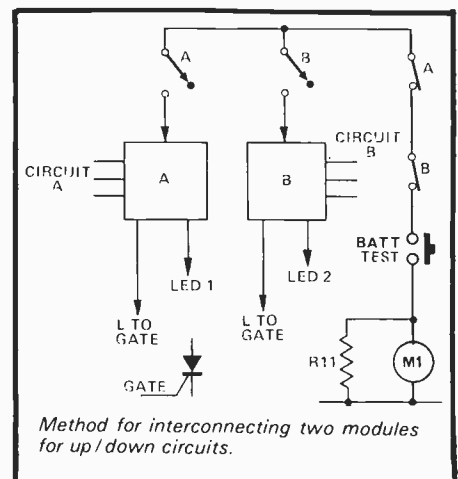 A
B
A
CIRCUIT
A
A
B
CIRCUIT
B
B
BATT
TEST
LED 1
LED 2
L TO
GATE
L TO
GATE
R11
M1
GATE
Method for interconnecting two modules
for up/down circuits.